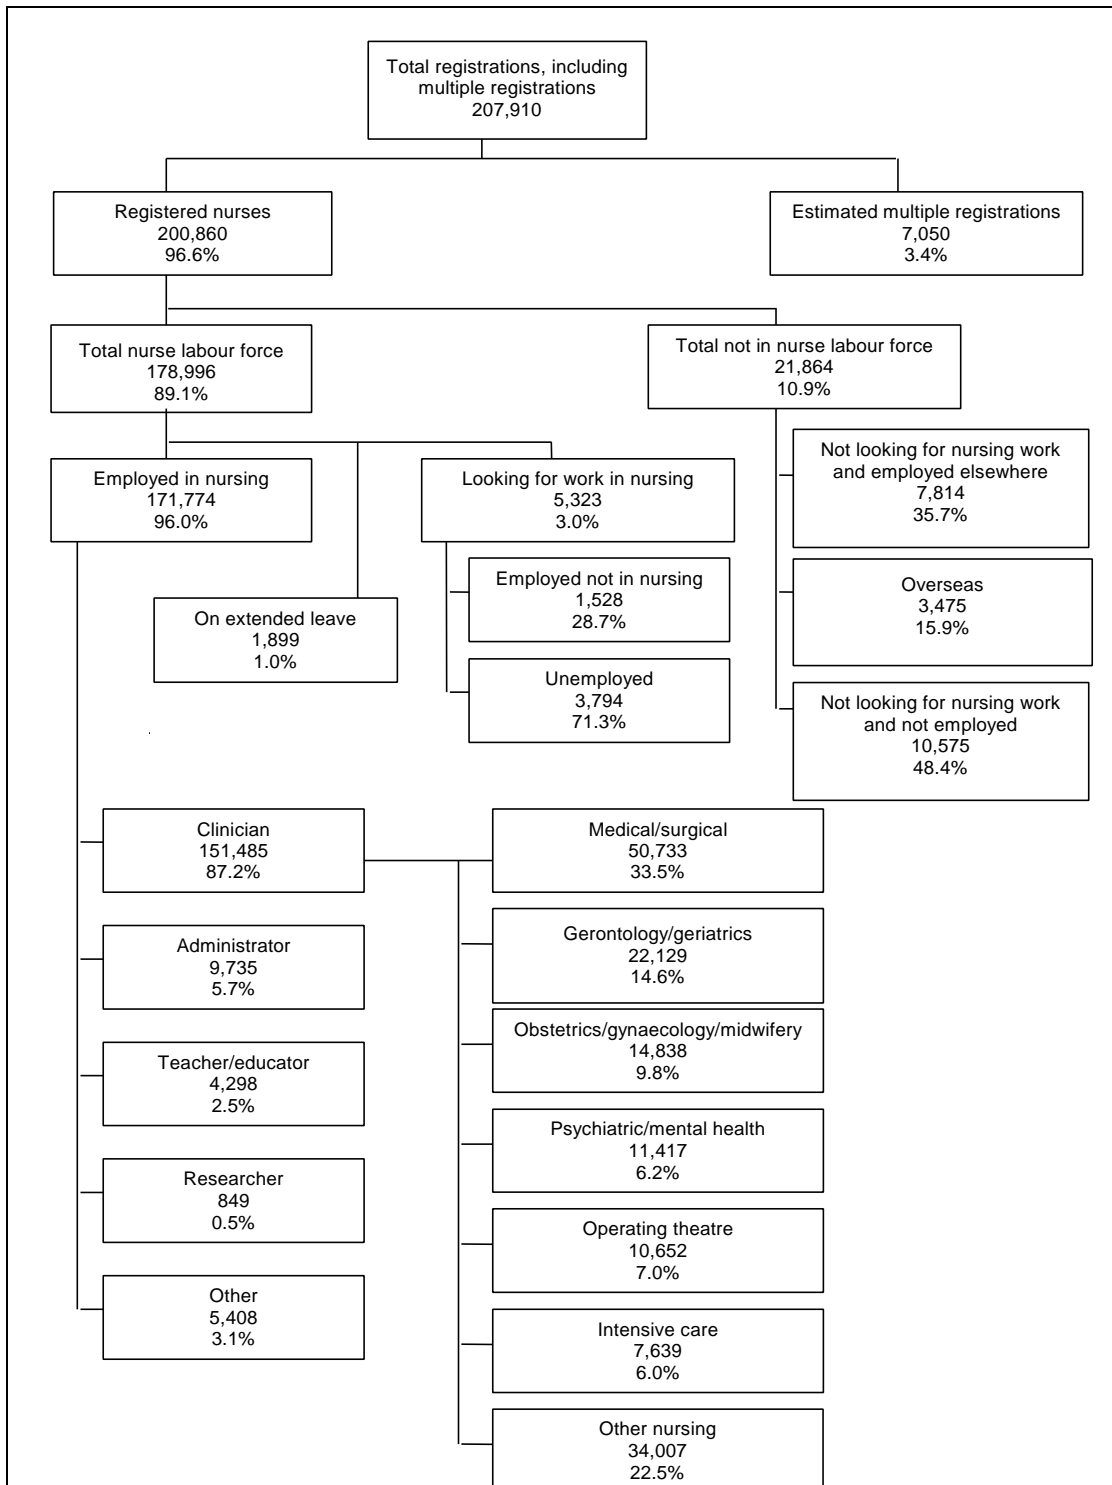 Total registrations, including
multiple registrations
207,910
Registered nurses
200,860
96.6%
Estimated multiple registrations
7,050
3.4%
Total nurse labour force
178,996
89.1%
Total not in nurse labour force
21,864
10.9%
Employed in nursing
171,774
96.0%
On extended leave
1,899
1.0%
Looking for work in nursing
5,323
3.0%
Employed not in nursing
1,528
28.7%
Unemployed
3,794
71.3%
Not looking for nursing work
and employed elsewhere
7,814
35.7%
Overseas
3,475
15.9%
Not looking for nursing work
and not employed
10,575
48.4%
Clinician
151,485
87.2%
Administrator
9,735
5.7%
Teacher/educator
4,298
2.5%
Researcher
849
0.5%
Other
5,408
3.1%
Medical/surgical
50,733
33.5%
Gerontology/geriatrics
22,129
14.6%
Obstetrics/gynaecology/midwifery
14,838
9.8%
Psychiatric/mental health
11,417
6.2%
Operating theatre
10,652
7.0%
Intensive care
7,639
6.0%
Other nursing
34,007
22.5%